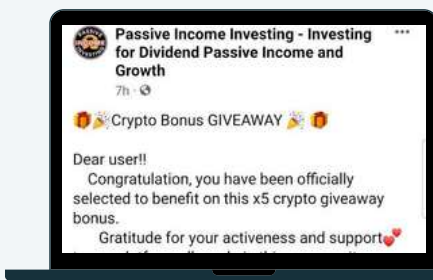 Passive Income Investing - Investing
for Dividend Passive Income and
Growth
7h ·
🎁🎉Crypto Bonus GIVEAWAY 🎉 🎁
Dear user!!
Congratulation, you have been officially
selected to benefit on this x5 crypto giveaway
bonus.
Gratitude for your activeness and support💕